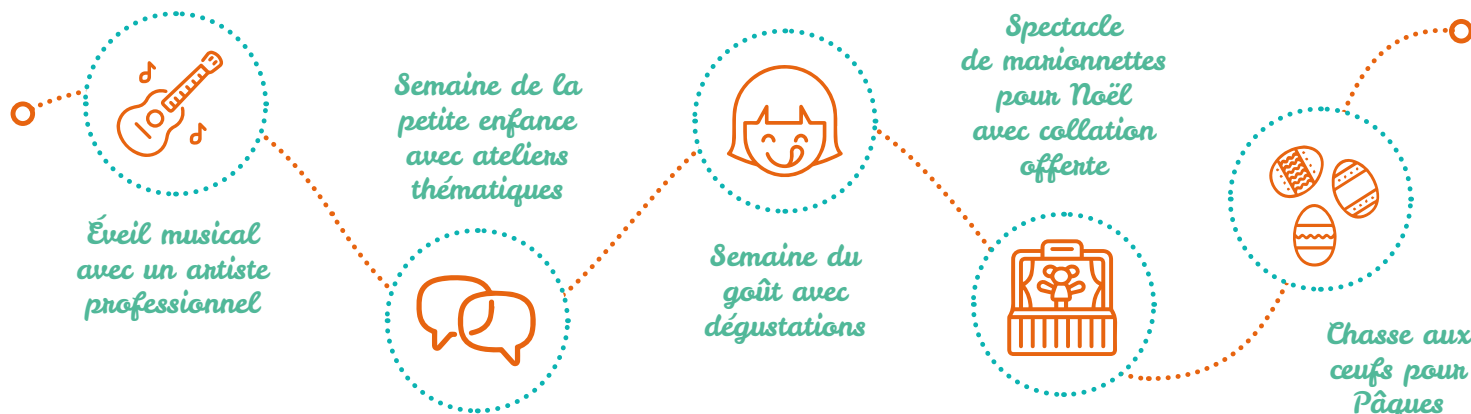 Éveil musical
avec un artiste
professionnel
Semaine de la
petite enfance
avec ateliers
thématiques
Semaine du
goût avec
dégustations
Spectacle
de marionnettes
pour Noël
avec collation
offerte
Chasse aux
œufs pour
Pâques